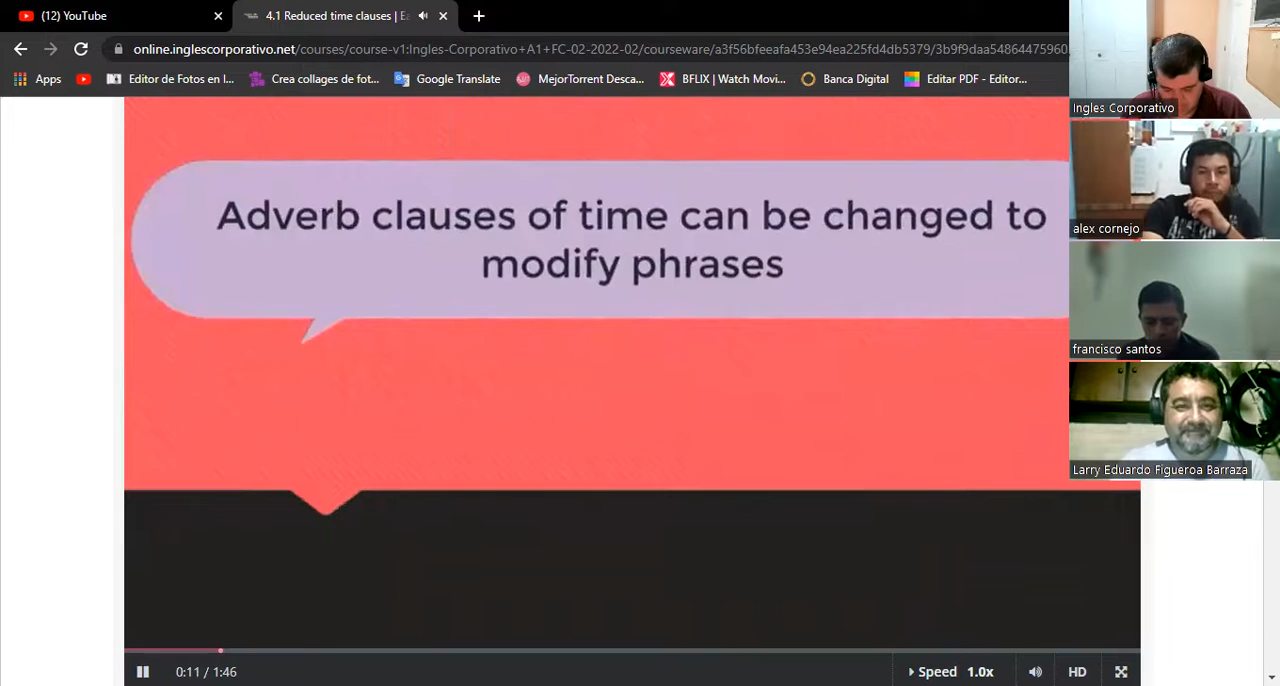 (12) YouTube
4.1 Reduced time clauses | Ea
online.inglescorporativo.net/courses/course-v1:Ingles-Corporativo+A1+FC-02-2022-02/courseware/a3f56bfeeafa453e94ea225fd4db5379/3b9f9daa54864475960
Apps
Editor de Fotos en l...
Crea collages de fot...
Google Translate
MejorTorrent Desca...
BFLIX | Watch Movi...
Banca Digital
Editar PDF - Editor...
Ingles Corporativo
alex cornejo
francisco santos
Larry Eduardo Figueroa Barraza
Adverb clauses of time can be changed to
modify phrases
0:11 / 1:46
Speed 1.0x
HD